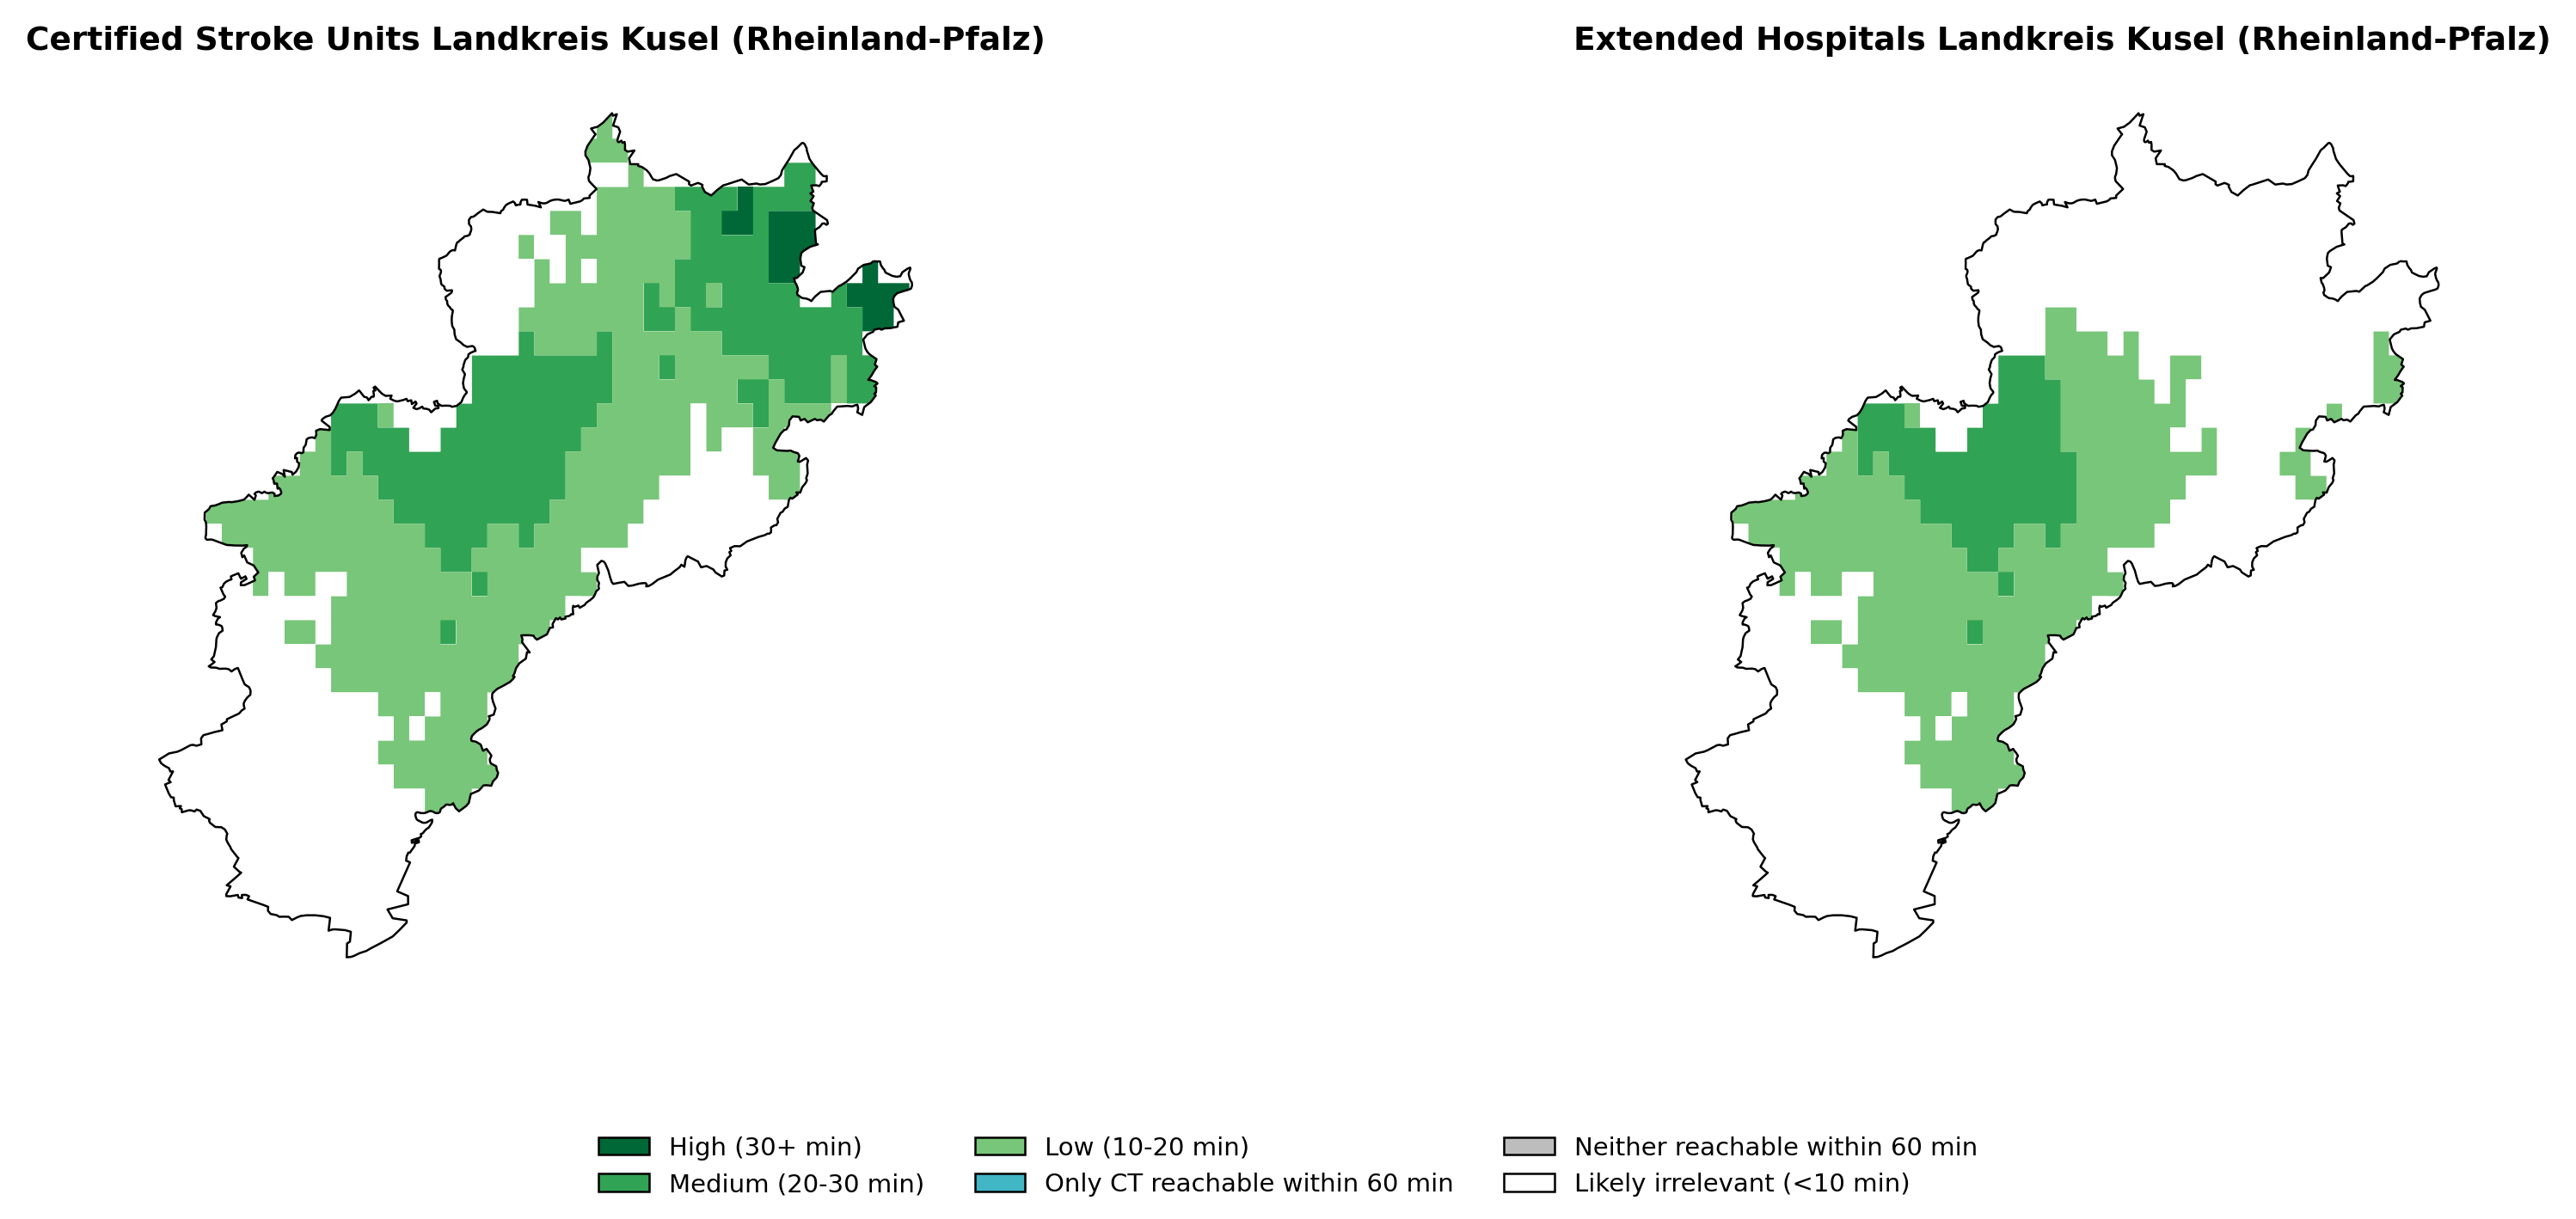 Certified Stroke Units Landkreis Kusel (Rheinland-Pfalz)
Extended Hospitals Landkreis Kusel (Rheinland-Pfalz)
High (30+ min)
Medium (20-30 min)
Low (10-20 min)
Only CT reachable within 60 min
Neither reachable within 60 min
Likely irrelevant (<10 min)